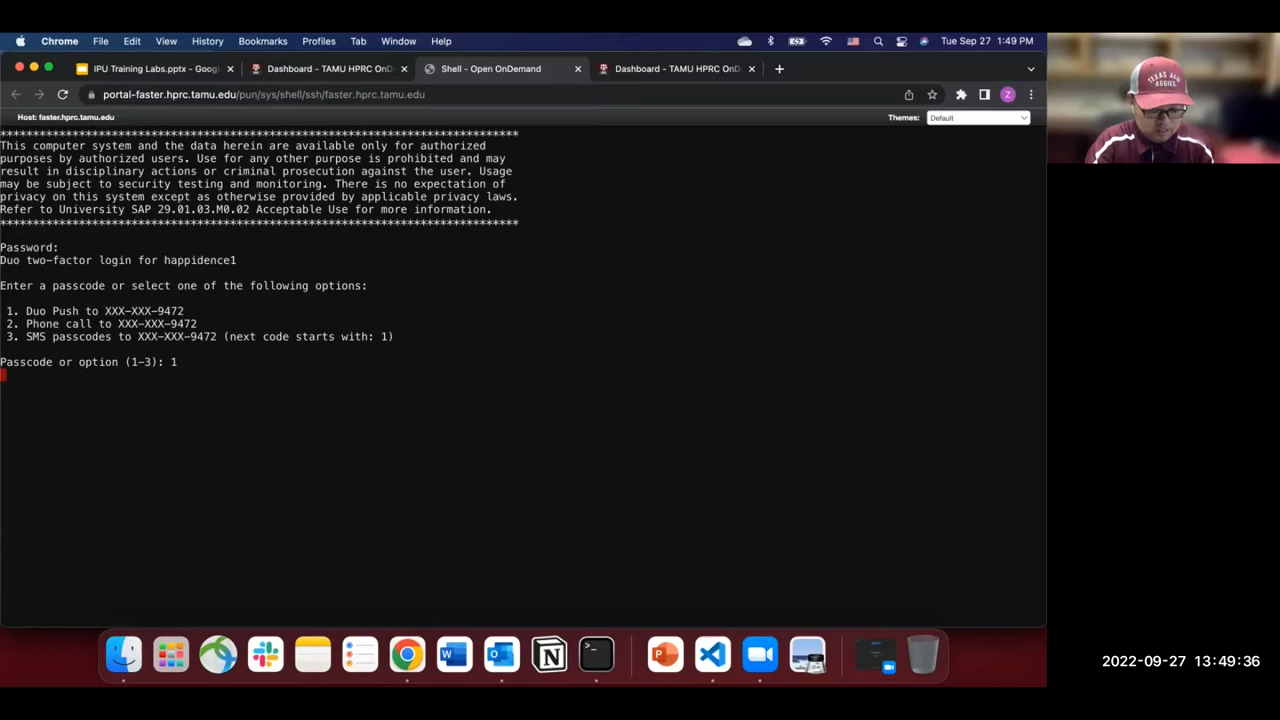 Chrome File Edit View History Bookmarks Profiles Tab Window Help Tue Sep 27 1:49 PM
IPU Training Labs.pptx - Goog Dashboard - TAMU HPRC OnD Shell - Open OnDemand Dashboard - TAMU HPRC OnD
portal-faster.hprc.tamu.edu/pun/sys/shell/ssh/faster.hprc.tamu.edu Z
Host: faster.hprc.tamu.edu Themes: Default
*******************************************************************************
This computer system and the data herein are available only for authorized
purposes by authorized users. Use for any other purpose is prohibited and may
result in disciplinary actions or criminal prosecution against the user. Usage
may be subject to security testing and monitoring. There is no expectation of
privacy on this system except as otherwise provided by applicable privacy laws.
Refer to University SAP 29.01.03.M0.02 Acceptable Use for more information.
*******************************************************************************
Password:
Duo two-factor login for happidence1
Enter a passcode or select one of the following options:
1. Duo Push to XXX-XXX-9472
2. Phone call to XXX-XXX-9472
3. SMS passcodes to XXX-XXX-9472 (next code starts with: 1)
Passcode or option (1-3): 1
TEXAS A&M
AGGIES
2022-09-27 13:49:36